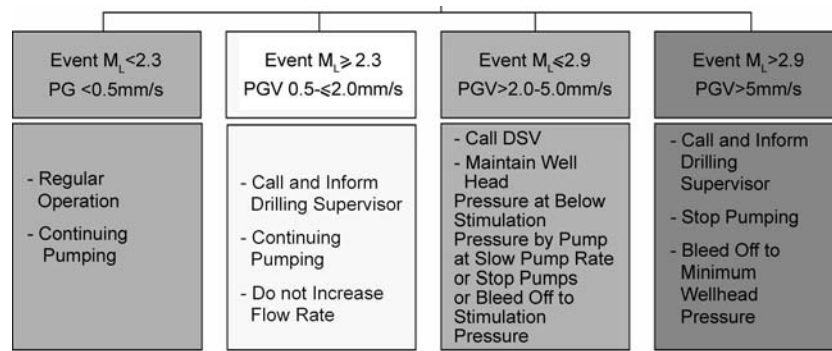 Event ML<2.3
PG <0.5mm/s
- Regular
Operation
- Continuing
Pumping
Event ML⩾2.3
PGV 0.5-⩽2.0mm/s
- Call and Inform
Drilling Supervisor
- Continuing
Pumping
- Do not Increase
Flow Rate
Event ML⩽2.9
PGV>2.0-5.0mm/s
- Call DSV
- Maintain Well
Head
Pressure at Below
Stimulation
Pressure by Pump
at Slow Pump Rate
or Stop Pumps
or Bleed Off to
Stimulation
Pressure
Event ML>2.9
PGV>5mm/s
- Call and Inform
Drilling
Supervisor
- Stop Pumping
- Bleed Off to
Minimum
Wellhead
Pressure